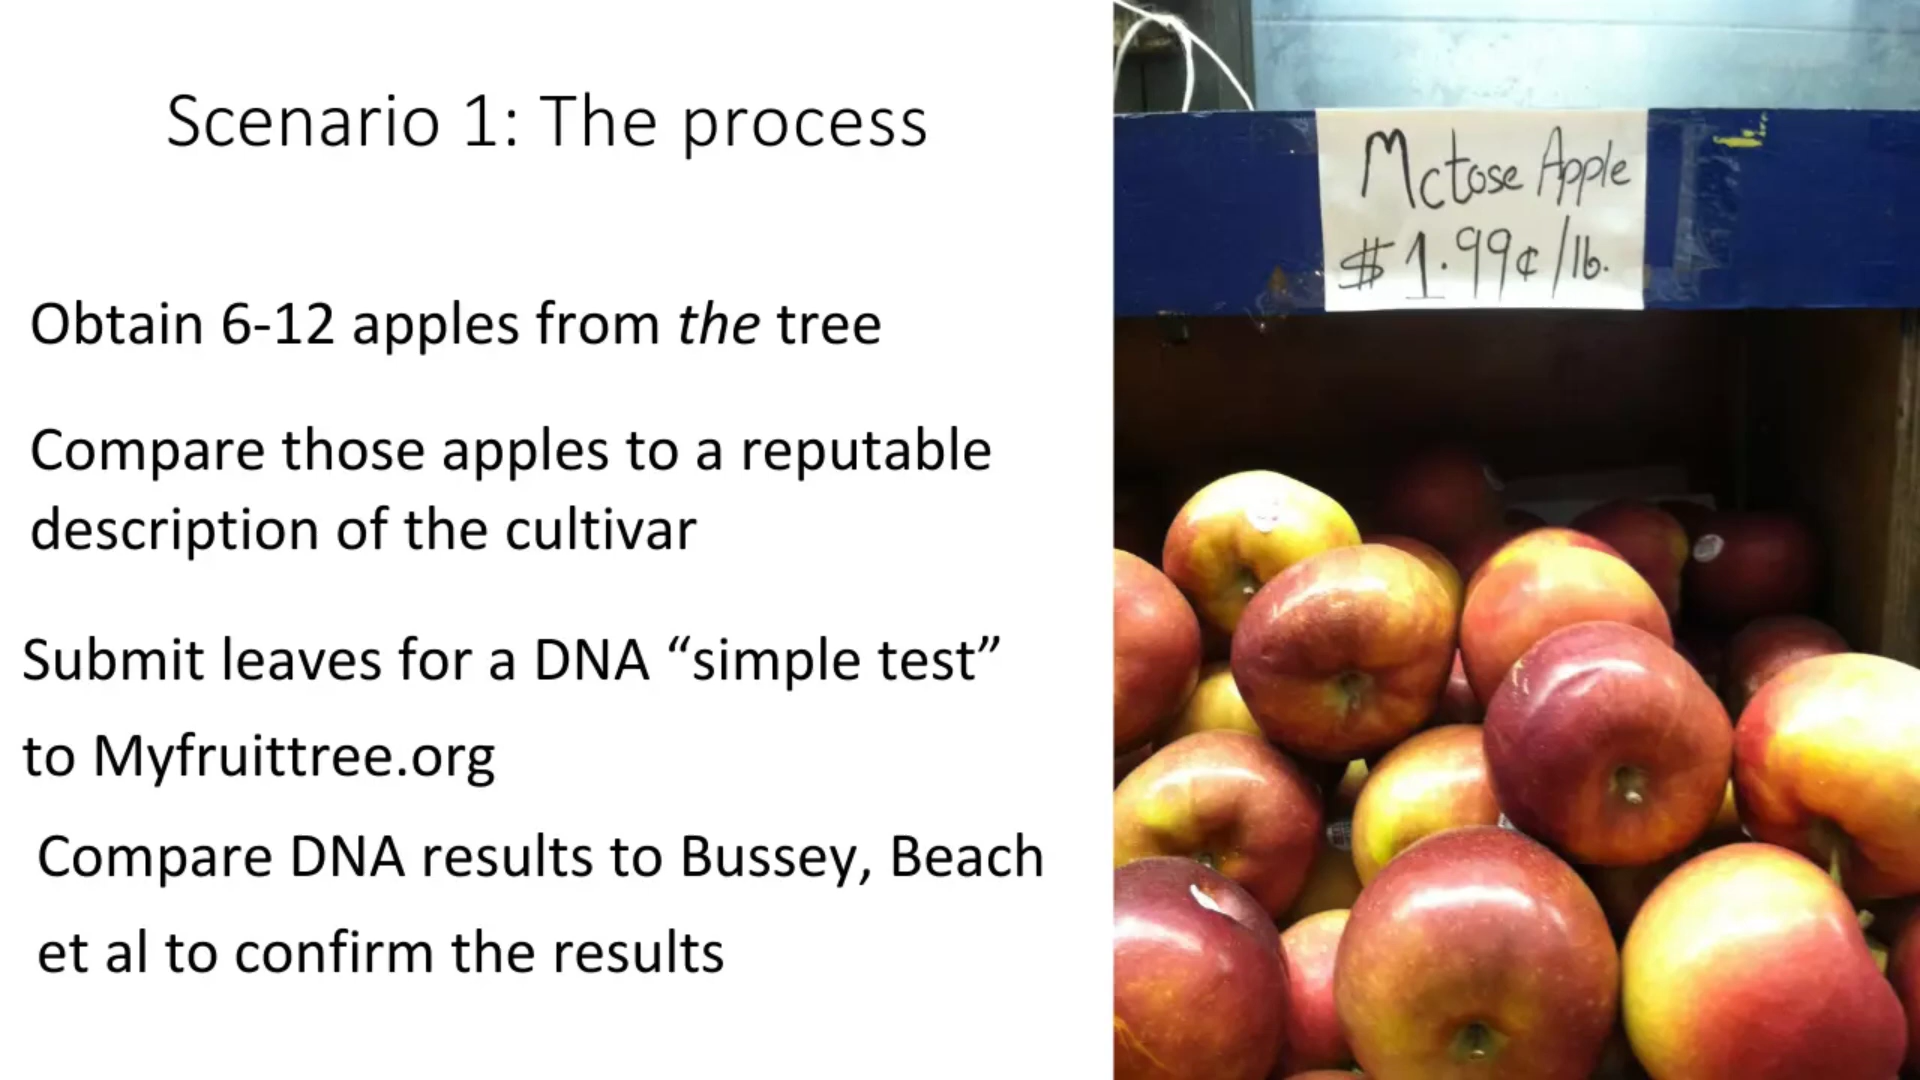 Scenario 1: The process
Obtain 6-12 apples from the tree
Compare those apples to a reputable
description of the cultivar
Submit leaves for a DNA “simple test”
to Myfruittree.org
Compare DNA results to Bussey, Beach
et al to confirm the results
Mctose Apple
$1.99¢/lb.